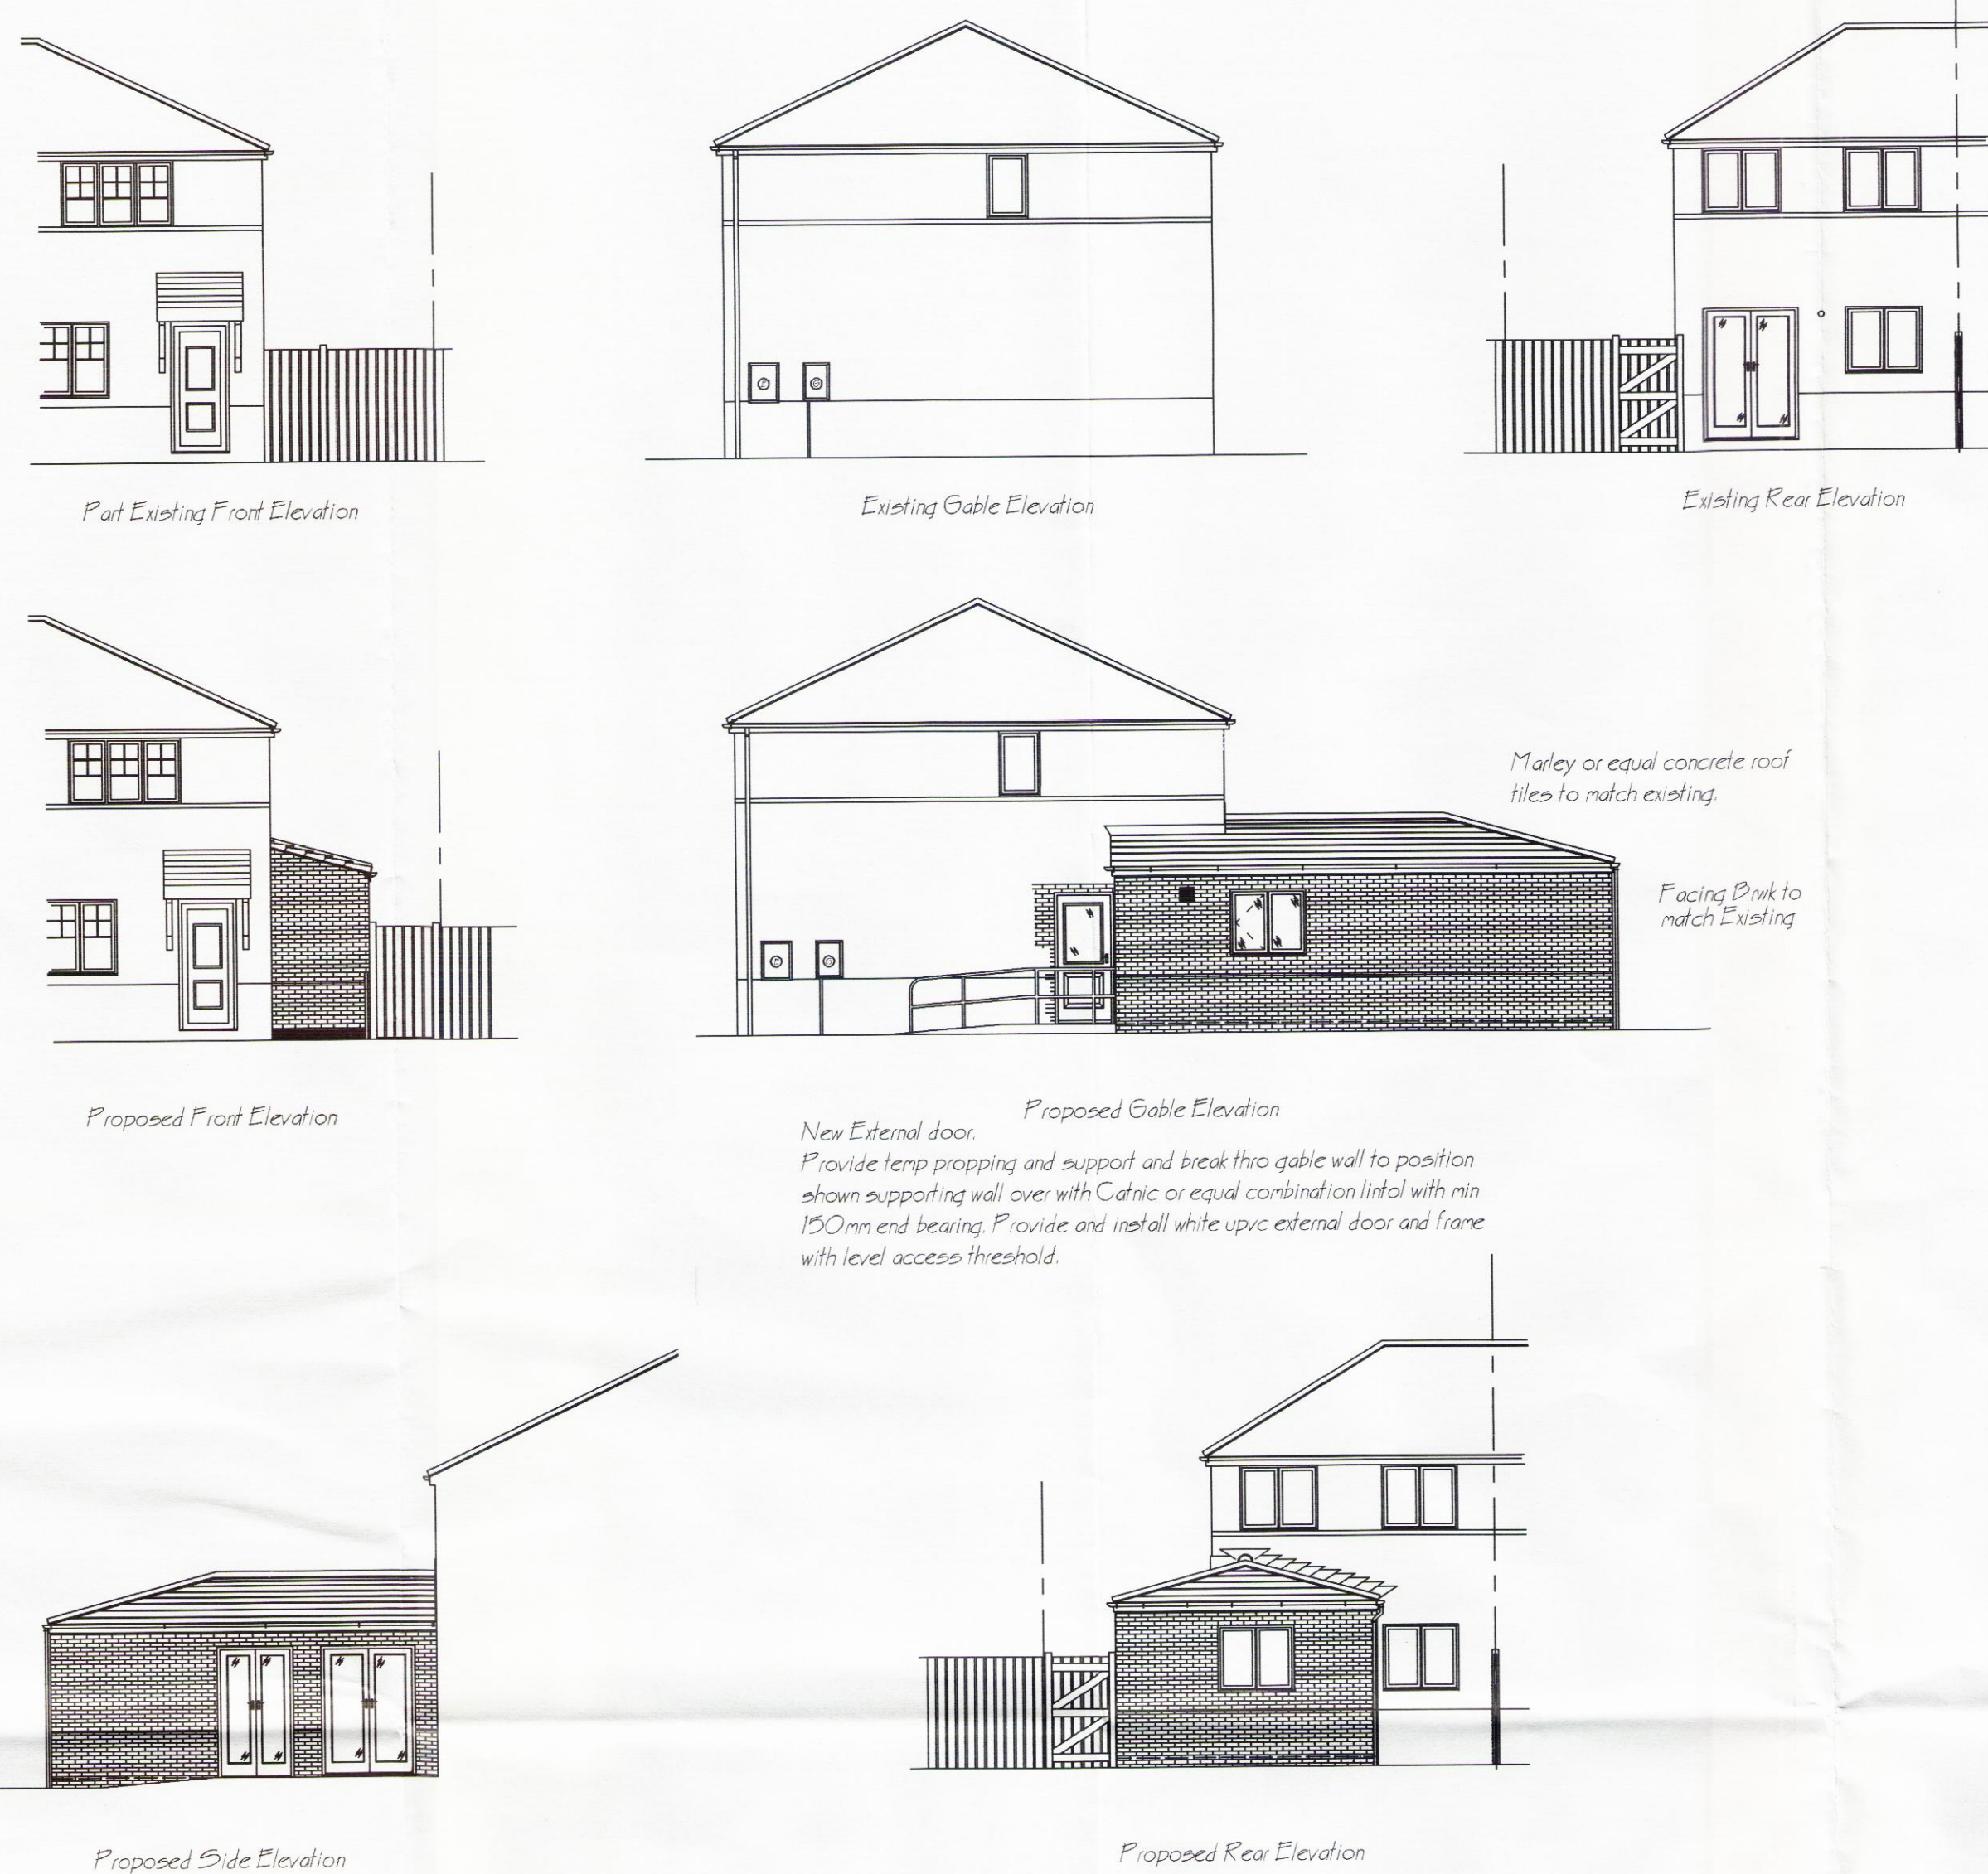 Part Existing Front Elevation
Existing Gable Elevation
Existing Rear Elevation
Marley or equal concrete roof
tiles to match existing.
Facing Brwk to
match Existing
Proposed Front Elevation
Proposed Gable Elevation
New External door.
Provide temp propping and support and break thro gable wall to position
shown supporting wall over with Catnic or equal combination lintol with min
150mm end bearing. Provide and install white upvc external door and frame
with level access threshold.
Proposed Side Elevation
Proposed Rear Elevation